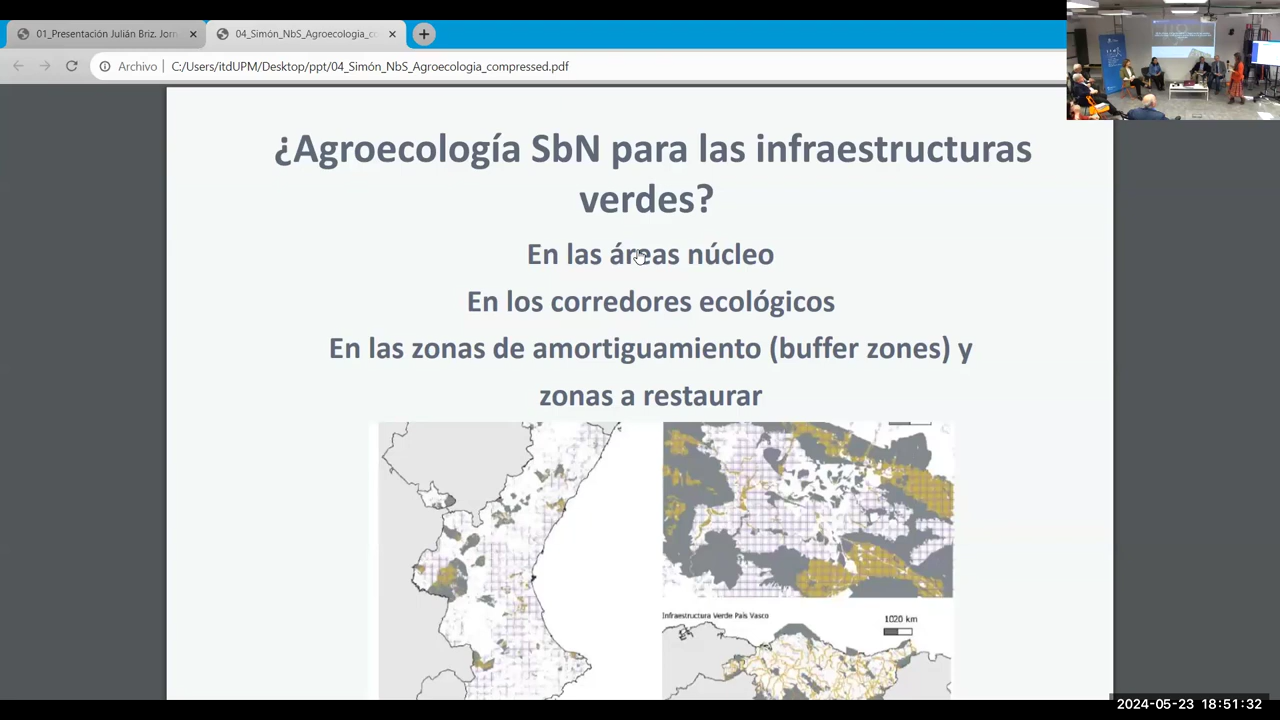 01_Presentación Julián Briz. Jorn
04_Simón_NbS_Agroecologia_co
Archivo
C:/Users/itdUPM/Desktop/ppt/04_Simón_NbS_Agroecologia_compressed.pdf
¿Agroecología SbN para las infraestructuras
verdes?
En las áreas núcleo
En los corredores ecológicos
En las zonas de amortiguamiento (buffer zones) y
zonas a restaurar
Infraestructura Verde País Vasco
1020 km
2024-05-23 18:51:32